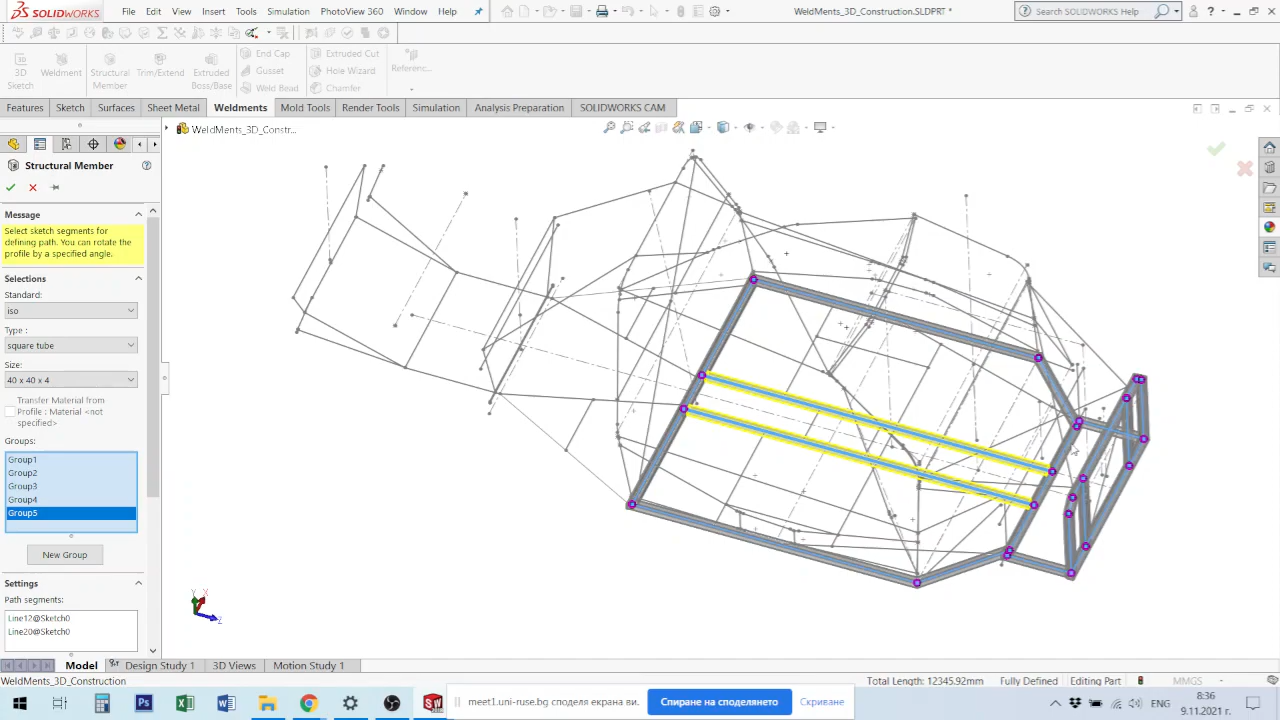 SOLIDWORKS File Edit View Insert Tools Simulation PhotoView 360 Window Help WeldMents_3D_Construction.SLDPRT * Search SOLIDWORKS Help
3D Sketch
Weldment
Structural Member
Trim/Extend
Extruded Boss/Base
End Cap
Gusset
Weld Bead
Extruded Cut
Hole Wizard
Chamfer
Referenc...
Features Sketch Surfaces Sheet Metal Weldments Mold Tools Render Tools Simulation Analysis Preparation SOLIDWORKS CAM
WeldMents_3D_Constr...
Structural Member
Message
Select sketch segments for
defining path. You can rotate the
profile by a specified angle.
Selections
Standard:
iso
Type :
square tube
Size:
40 x 40 x 4
Transfer Material from
Profile : Material <not
specified>
Groups:
Group1
Group2
Group3
Group4
Group5
New Group
Settings
Path segments:
Line12@Sketch0
Line20@Sketch0
Y X
Z
Model Design Study 1 3D Views Motion Study 1
WeldMents_3D_Construction Total Length: 12345.92mm Fully Defined Editing Part MMGS
meet1.uni-ruse.bg споделя екрана ви. Спиране на споделянето Скриване
ENG
8:36
9.11.2021 г.